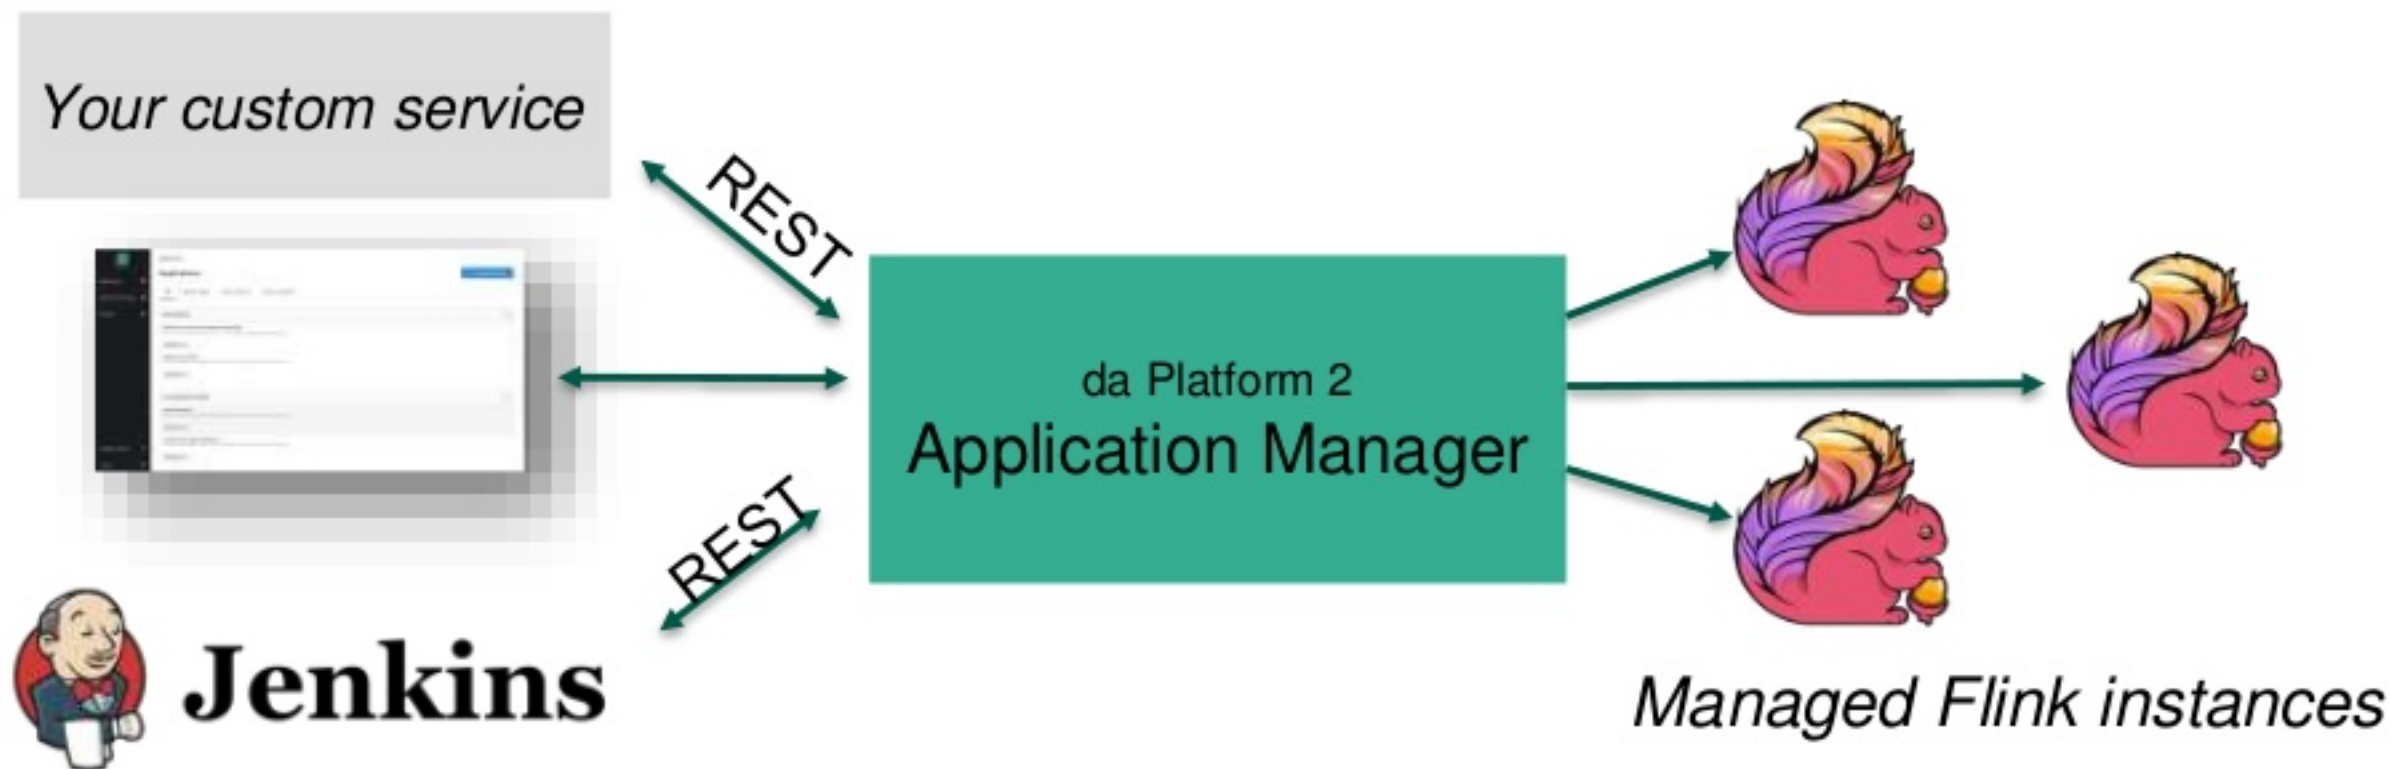 Your custom service
REST
da Platform 2
Application Manager
REST
Jenkins
Managed Flink instances